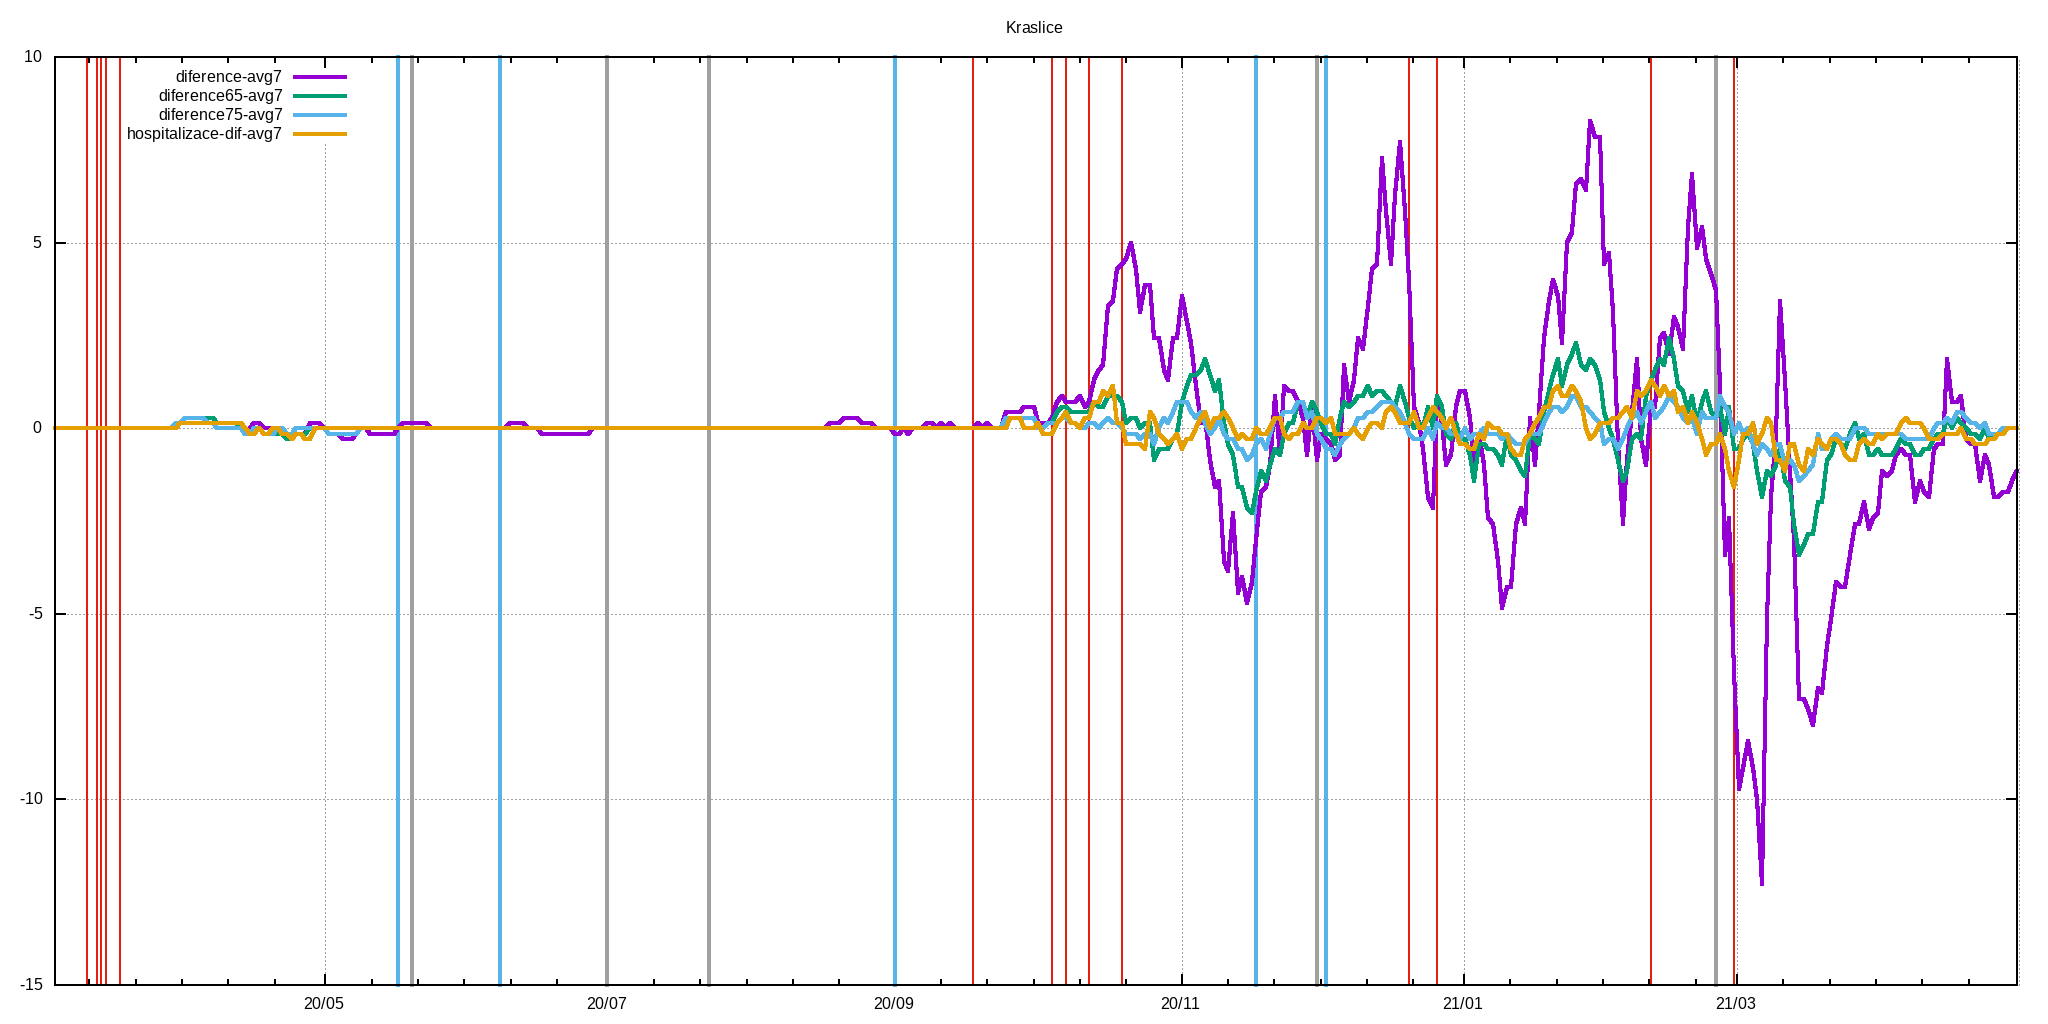 Kraslice
10
diference-avg7
diference65-avg7
diference75-avg7
hospitalizace-dif-avg7
5
0
-5
-10
-15
20/05 20/07 20/09 20/11 21/01 21/03